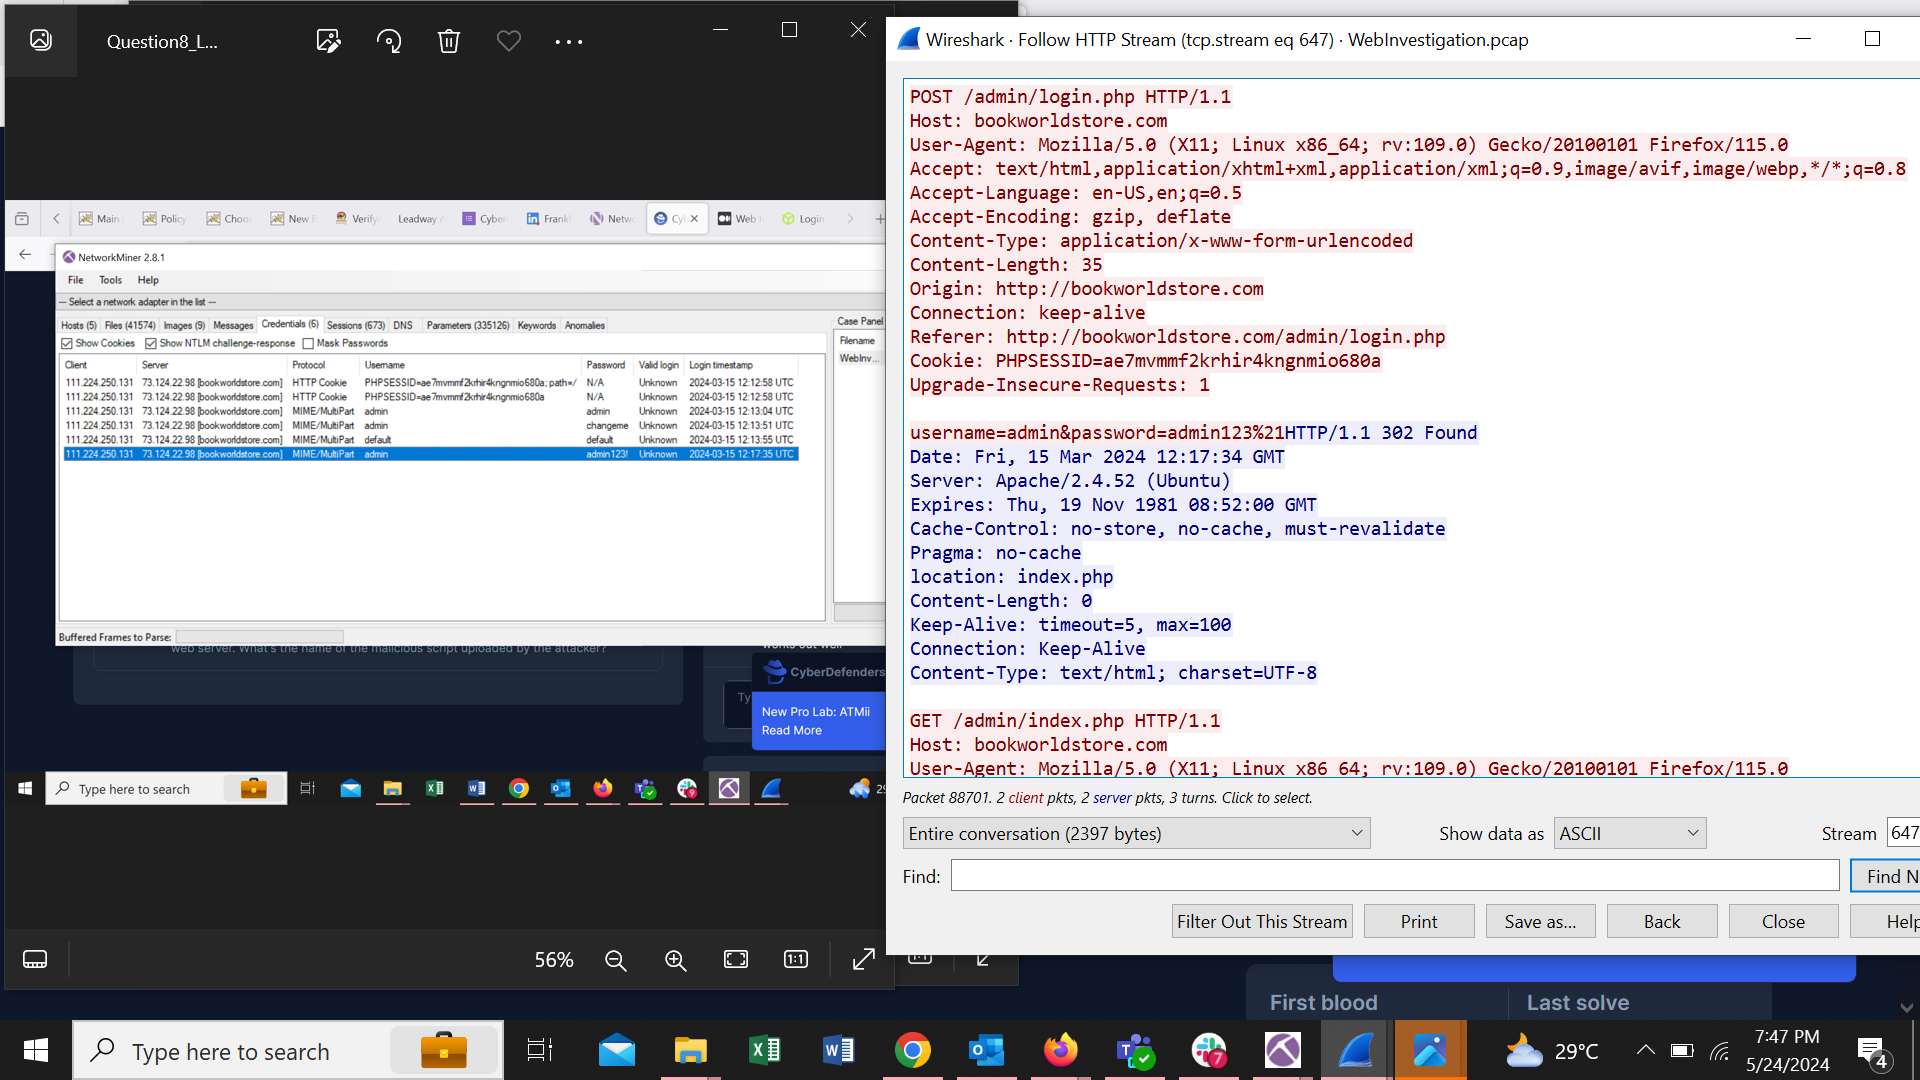 Question8_L...
Main
Policy
Choo
New
Verify
Leadway
Cyber
Frank
Netwo
Cy
Web
Login
NetworkMiner 2.8.1
File Tools Help
--- Select a network adapter in the list ---
Hosts (5) Files (41574) Images (9) Messages Credentials (6) Sessions (673) DNS Parameters (335126) Keywords Anomalies
Show Cookies Show NTLM challenge-response Mask Passwords
Client Server Protocol Username Password Valid login Login timestamp
111.224.250.131 73.124.22.98 [bookworldstore.com] HTTP Cookie PHPSESSID=ae7mvmmf2krhir4kngnmio680a; path=/ N/A Unknown 2024-03-15 12:12:58 UTC
111.224.250.131 73.124.22.98 [bookworldstore.com] HTTP Cookie PHPSESSID=ae7mvmmf2krhir4kngnmio680a N/A Unknown 2024-03-15 12:12:58 UTC
111.224.250.131 73.124.22.98 [bookworldstore.com] MIME/MultiPart admin admin Unknown 2024-03-15 12:13:04 UTC
111.224.250.131 73.124.22.98 [bookworldstore.com] MIME/MultiPart admin changeme Unknown 2024-03-15 12:13:51 UTC
111.224.250.131 73.124.22.98 [bookworldstore.com] MIME/MultiPart default default Unknown 2024-03-15 12:13:55 UTC
111.224.250.131 73.124.22.98 [bookworldstore.com] MIME/MultiPart admin admin123! Unknown 2024-03-15 12:17:35 UTC
Case Panel
Filename
WebInv...
Buffered Frames to Parse:
web server. What's the name of the malicious script uploaded by the attacker?
works out well
CyberDefenders
Ty
New Pro Lab: ATMii
Read More
Type here to search
56%
1:1
Wireshark · Follow HTTP Stream (tcp.stream eq 647) · WebInvestigation.pcap
POST /admin/login.php HTTP/1.1
Host: bookworldstore.com
User-Agent: Mozilla/5.0 (X11; Linux x86_64; rv:109.0) Gecko/20100101 Firefox/115.0
Accept: text/html,application/xhtml+xml,application/xml;q=0.9,image/avif,image/webp,*/*;q=0.8
Accept-Language: en-US,en;q=0.5
Accept-Encoding: gzip, deflate
Content-Type: application/x-www-form-urlencoded
Content-Length: 35
Origin: http://bookworldstore.com
Connection: keep-alive
Referer: http://bookworldstore.com/admin/login.php
Cookie: PHPSESSID=ae7mvmmf2krhir4kngnmio680a
Upgrade-Insecure-Requests: 1
username=admin&password=admin123%21HTTP/1.1 302 Found
Date: Fri, 15 Mar 2024 12:17:34 GMT
Server: Apache/2.4.52 (Ubuntu)
Expires: Thu, 19 Nov 1981 08:52:00 GMT
Cache-Control: no-store, no-cache, must-revalidate
Pragma: no-cache
location: index.php
Content-Length: 0
Keep-Alive: timeout=5, max=100
Connection: Keep-Alive
Content-Type: text/html; charset=UTF-8
GET /admin/index.php HTTP/1.1
Host: bookworldstore.com
User-Agent: Mozilla/5.0 (X11; Linux x86_64; rv:109.0) Gecko/20100101 Firefox/115.0
Packet 88701. 2 client pkts, 2 server pkts, 3 turns. Click to select.
Entire conversation (2397 bytes) Show data as ASCII Stream 647
Find: Find N
Filter Out This Stream Print Save as... Back Close Help
First blood Last solve
Type here to search
29°C
7:47 PM
5/24/2024
4
7